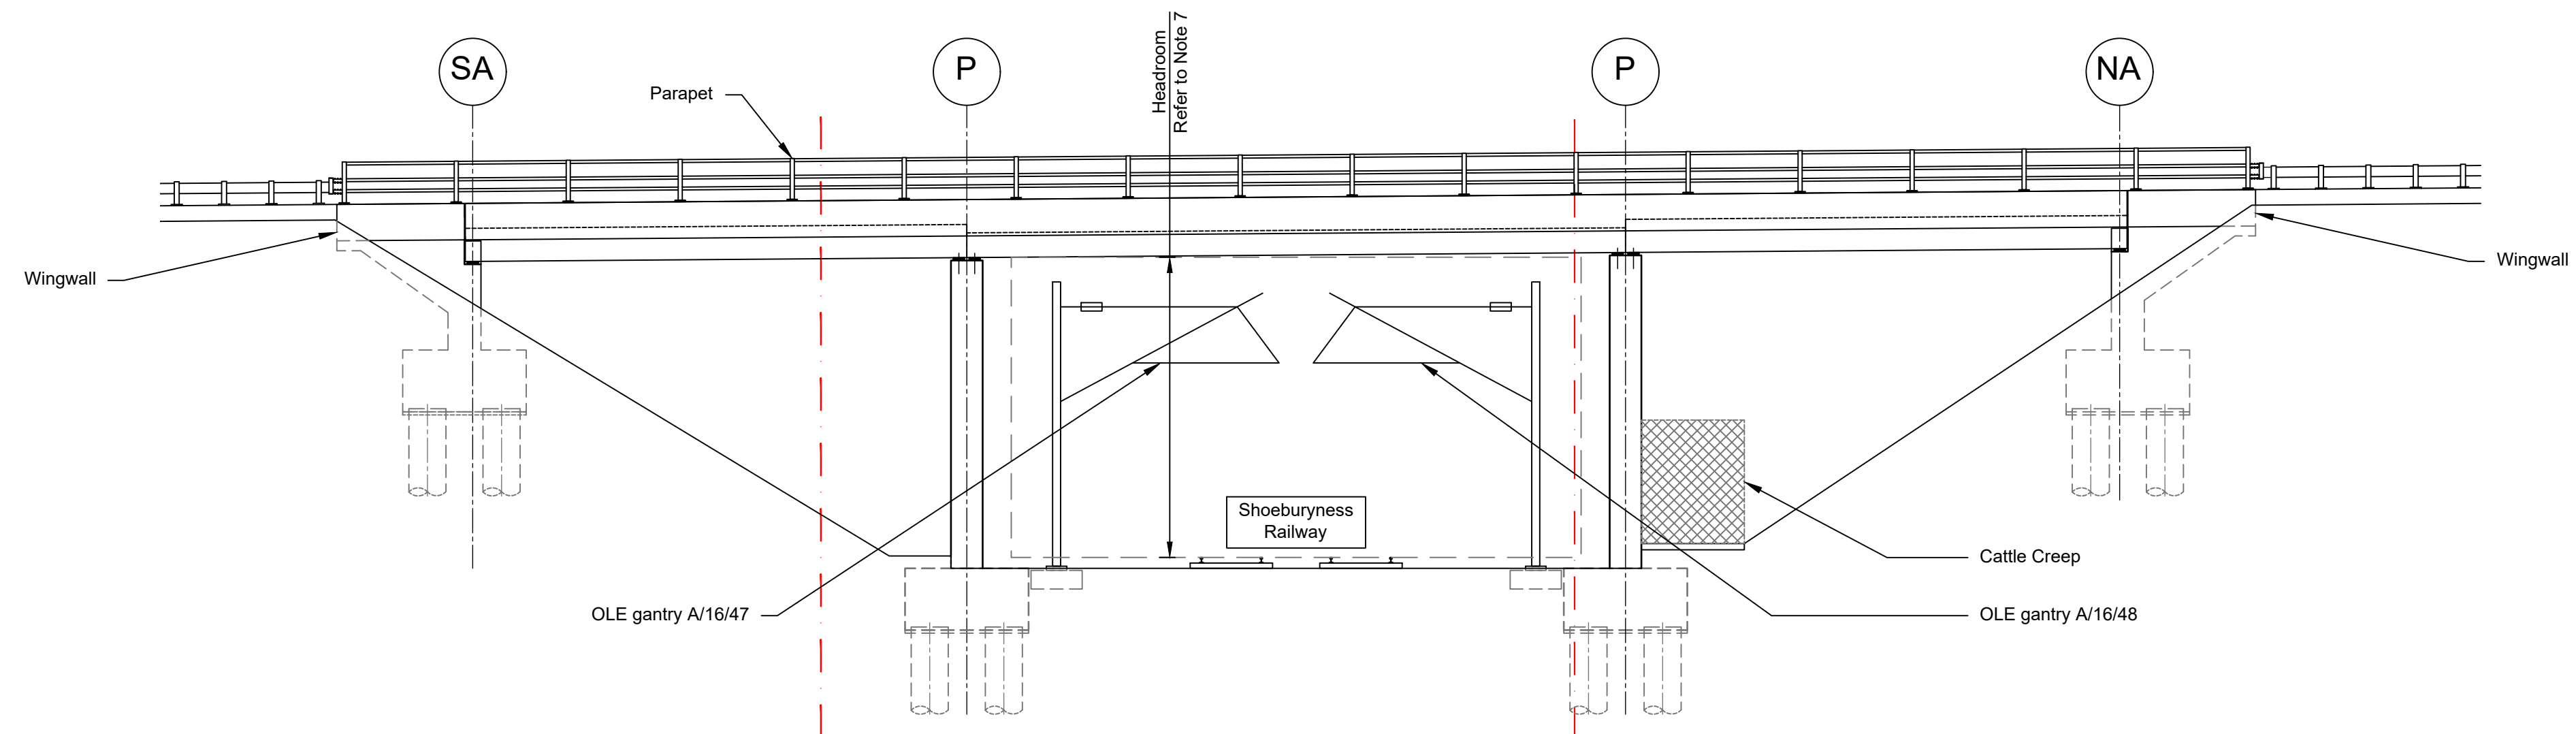 SA
P
Headroom
Refer to Note 7
P
NA
Parapet
Wingwall
Wingwall
Shoeburyness
Railway
Cattle Creep
OLE gantry A/16/47
OLE gantry A/16/48